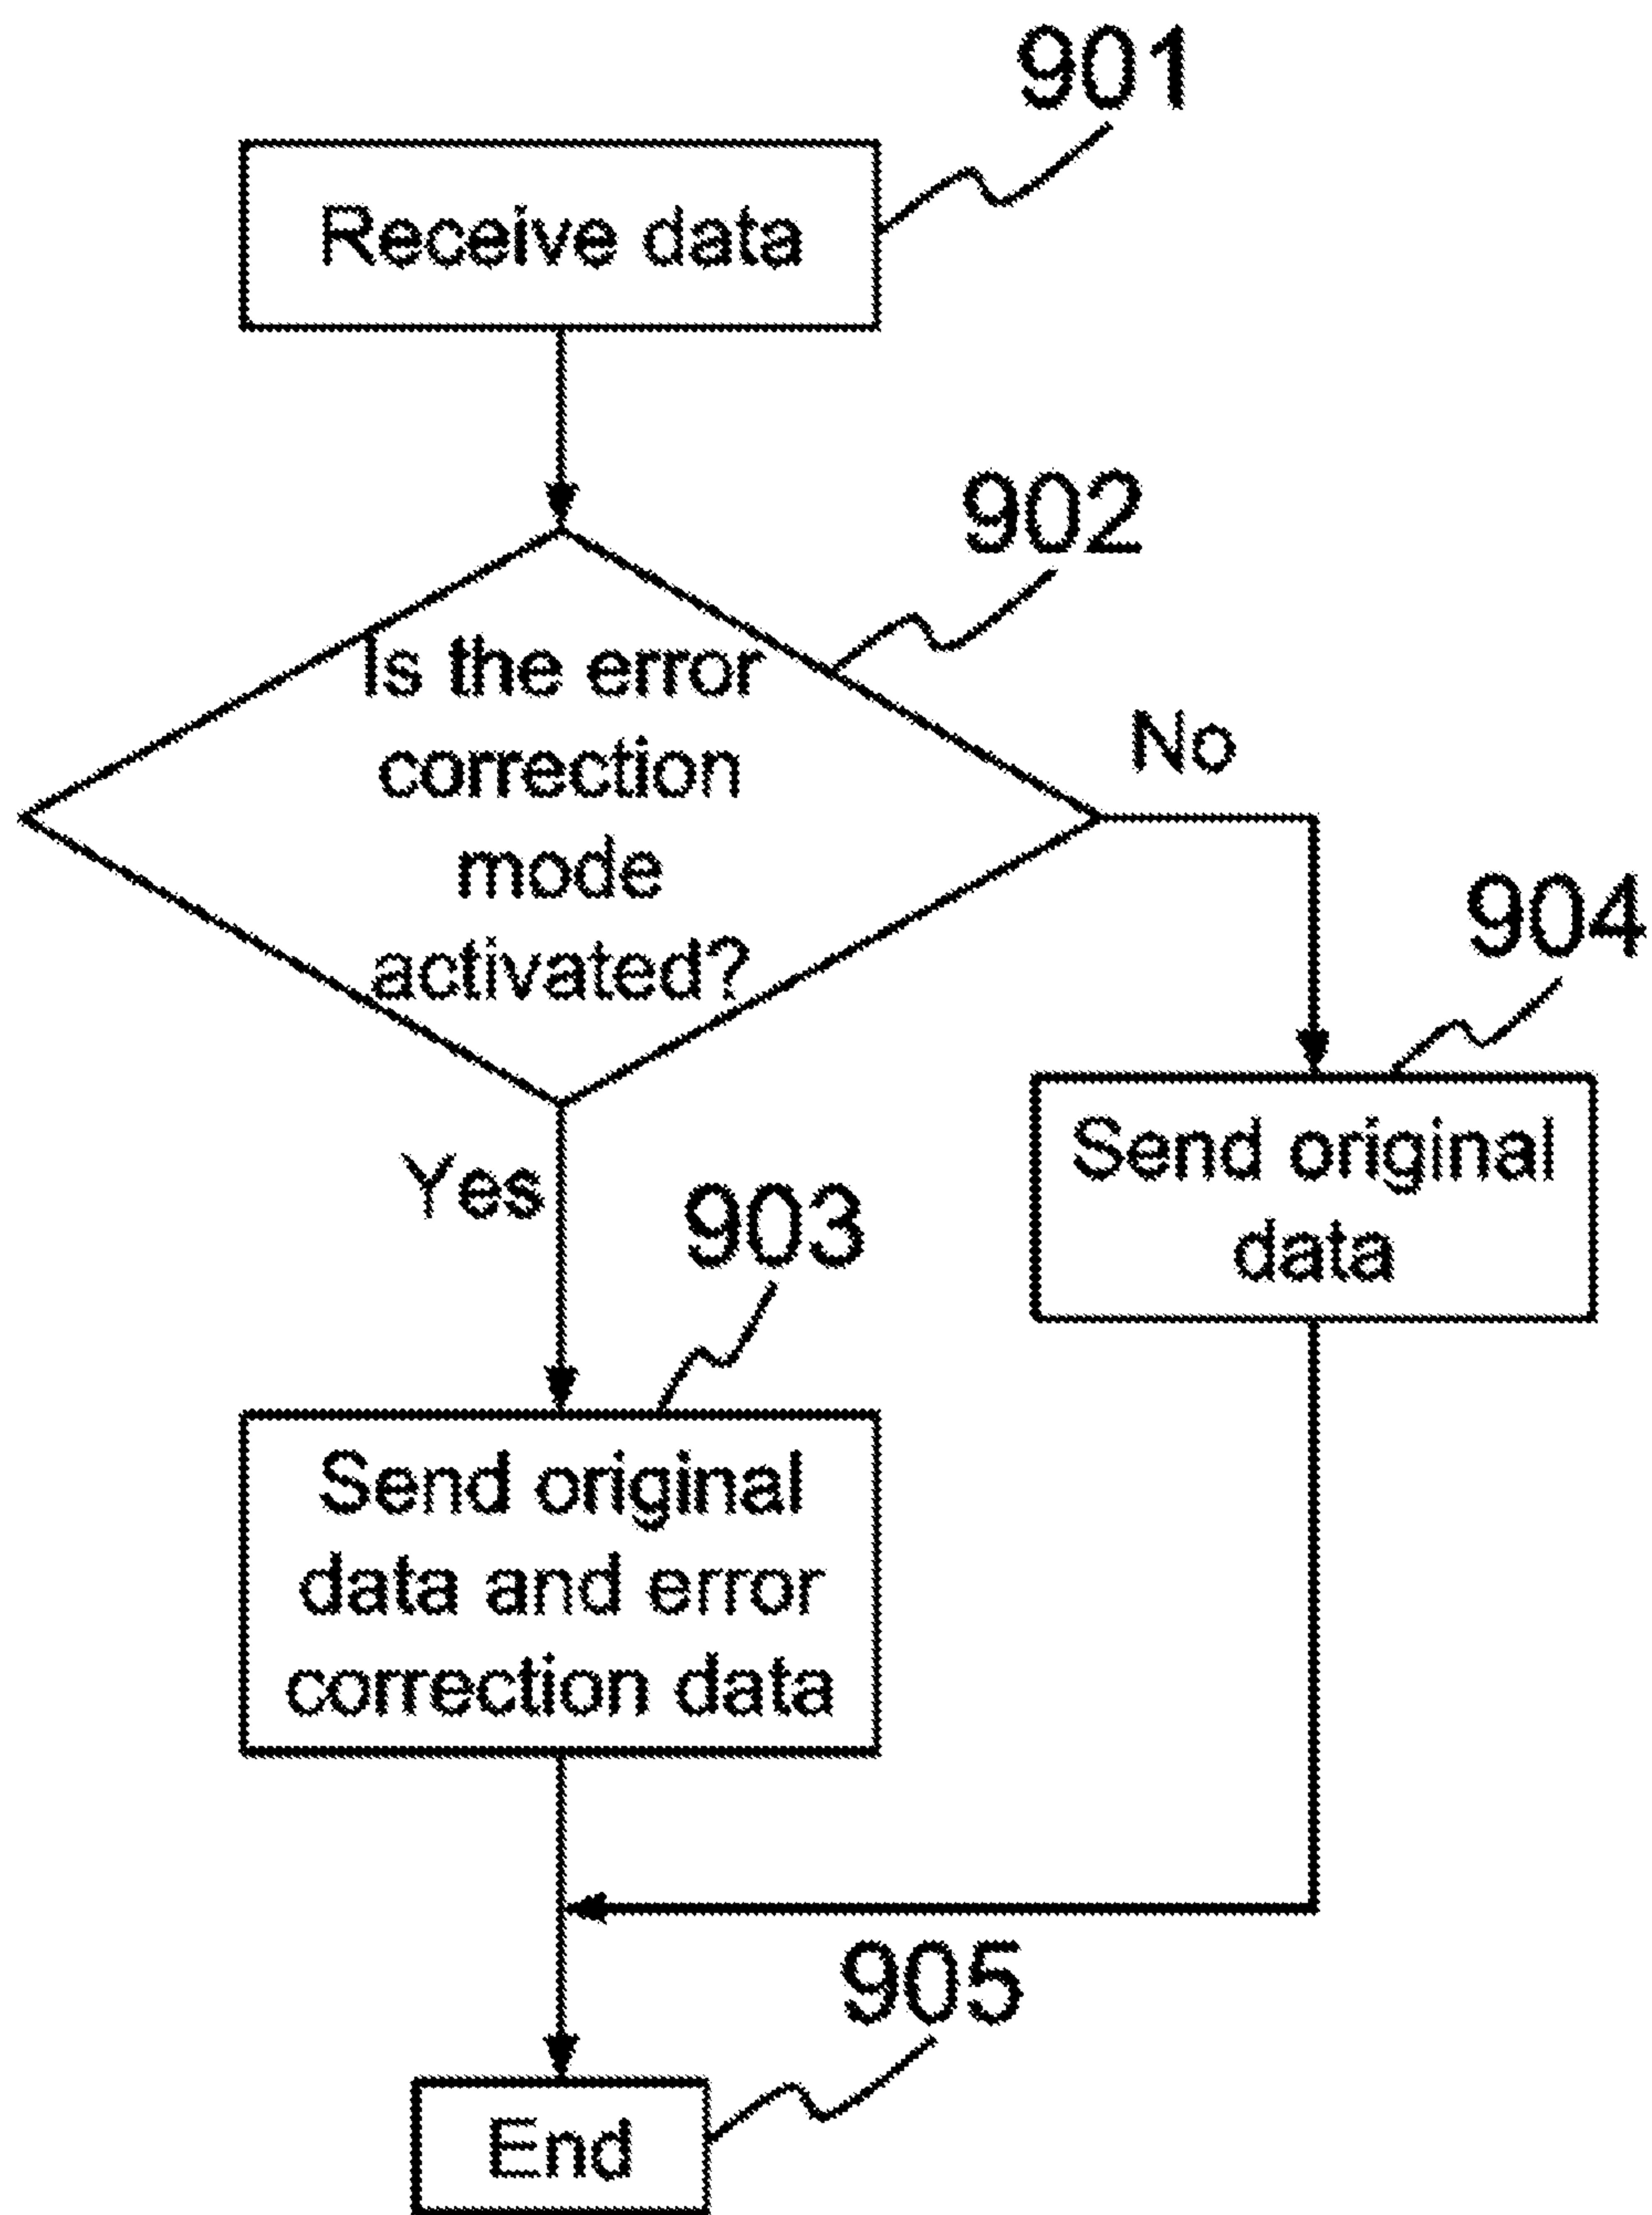 901
Receive data
902
Is the error
correction
mode
activated?
No
904
Send original
data
Yes
903
Send original
data and error
correction data
905
End